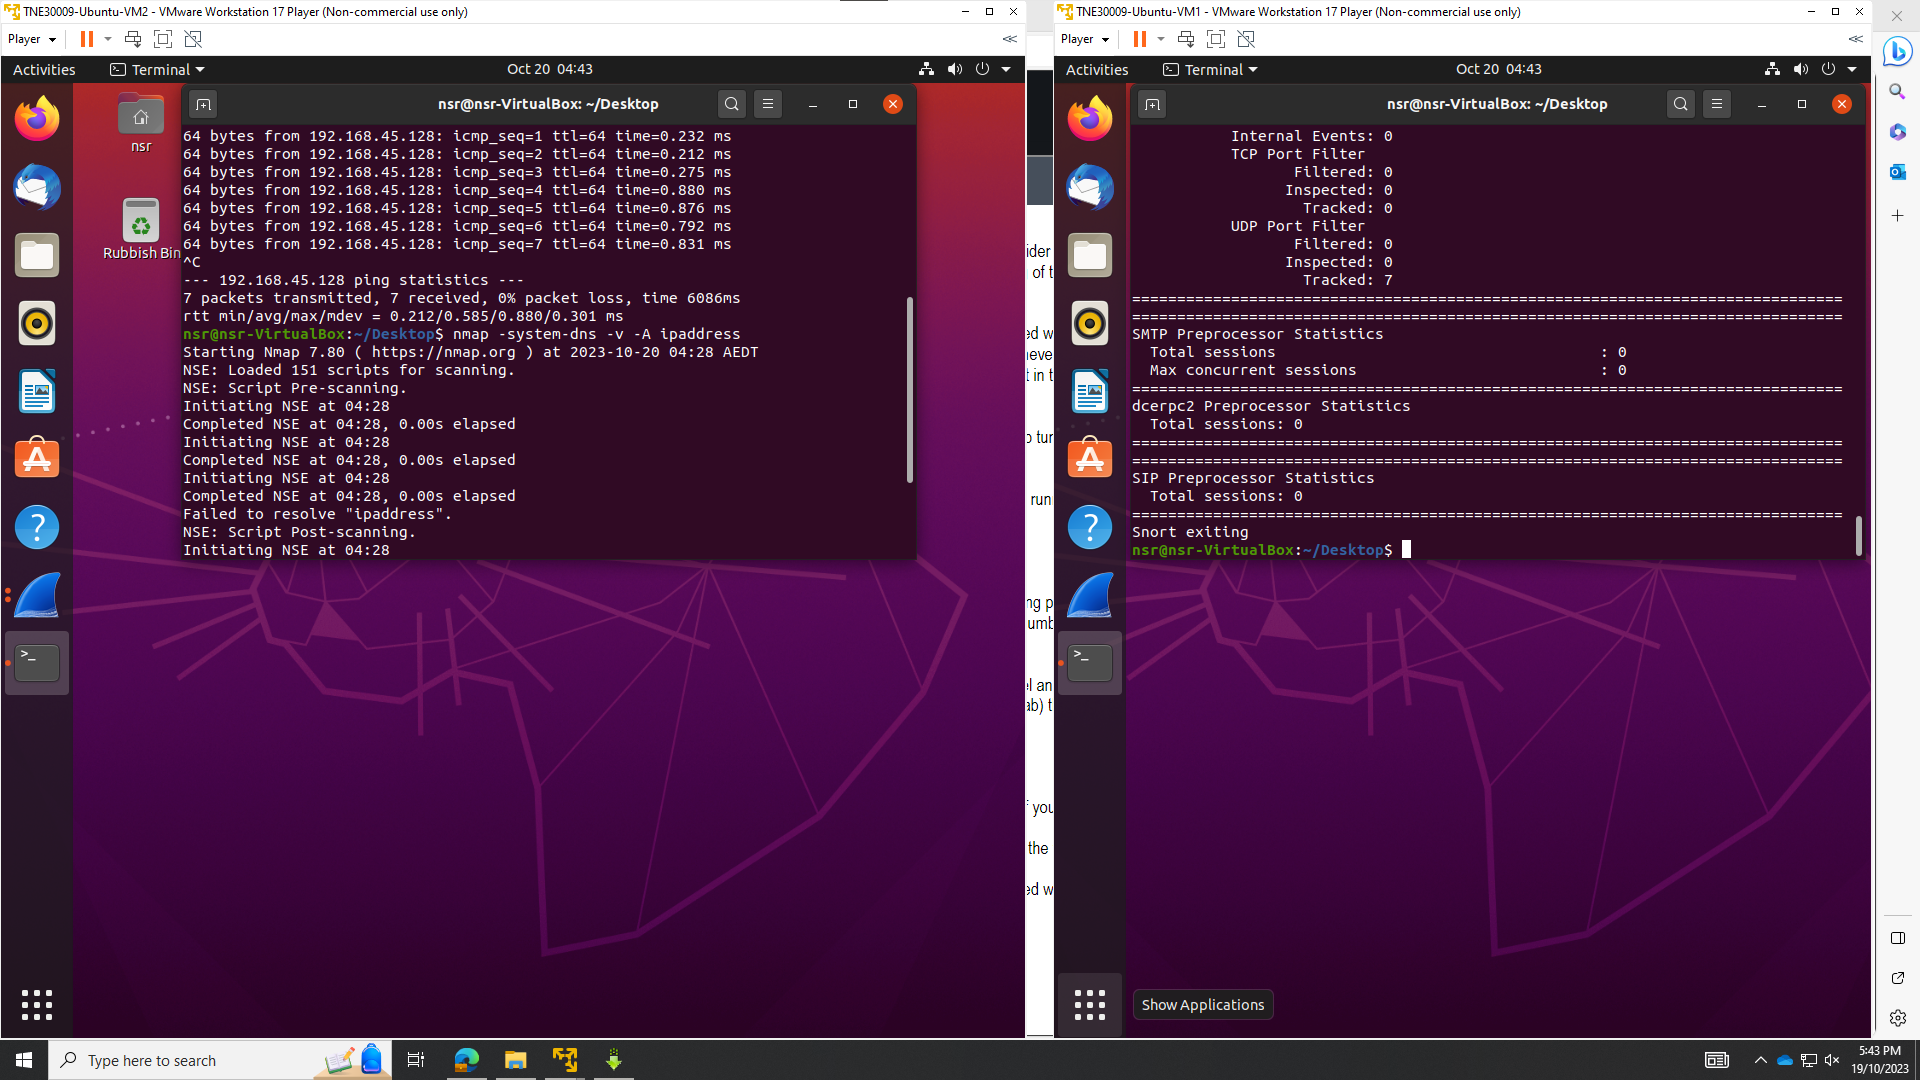 TNE30009-Ubuntu-VM2 - VMware Workstation 17 Player (Non-commercial use only)
Player
Activities
Terminal
Oct 20 04:43
nsr
Rubbish Bin
nsr@nsr-VirtualBox: ~/Desktop
64 bytes from 192.168.45.128: icmp_seq=1 ttl=64 time=0.232 ms
64 bytes from 192.168.45.128: icmp_seq=2 ttl=64 time=0.212 ms
64 bytes from 192.168.45.128: icmp_seq=3 ttl=64 time=0.275 ms
64 bytes from 192.168.45.128: icmp_seq=4 ttl=64 time=0.880 ms
64 bytes from 192.168.45.128: icmp_seq=5 ttl=64 time=0.876 ms
64 bytes from 192.168.45.128: icmp_seq=6 ttl=64 time=0.792 ms
64 bytes from 192.168.45.128: icmp_seq=7 ttl=64 time=0.831 ms
^C
--- 192.168.45.128 ping statistics ---
7 packets transmitted, 7 received, 0% packet loss, time 6086ms
rtt min/avg/max/mdev = 0.212/0.585/0.880/0.301 ms
nsr@nsr-VirtualBox:~/Desktop$ nmap -system-dns -v -A ipaddress
Starting Nmap 7.80 ( https://nmap.org ) at 2023-10-20 04:28 AEDT
NSE: Loaded 151 scripts for scanning.
NSE: Script Pre-scanning.
Initiating NSE at 04:28
Completed NSE at 04:28, 0.00s elapsed
Initiating NSE at 04:28
Completed NSE at 04:28, 0.00s elapsed
Initiating NSE at 04:28
Completed NSE at 04:28, 0.00s elapsed
Failed to resolve "ipaddress".
NSE: Script Post-scanning.
Initiating NSE at 04:28
TNE30009-Ubuntu-VM1 - VMware Workstation 17 Player (Non-commercial use only)
Player
Activities
Terminal
Oct 20 04:43
nsr@nsr-VirtualBox: ~/Desktop
Internal Events: 0
TCP Port Filter
Filtered: 0
Inspected: 0
Tracked: 0
UDP Port Filter
Filtered: 0
Inspected: 0
Tracked: 7
===============================================================================
===============================================================================
SMTP Preprocessor Statistics
Total sessions : 0
Max concurrent sessions : 0
===============================================================================
dcerpc2 Preprocessor Statistics
Total sessions: 0
===============================================================================
===============================================================================
SIP Preprocessor Statistics
Total sessions: 0
===============================================================================
Snort exiting
nsr@nsr-VirtualBox:~/Desktop$
Show Applications
Type here to search
5:43 PM
19/10/2023